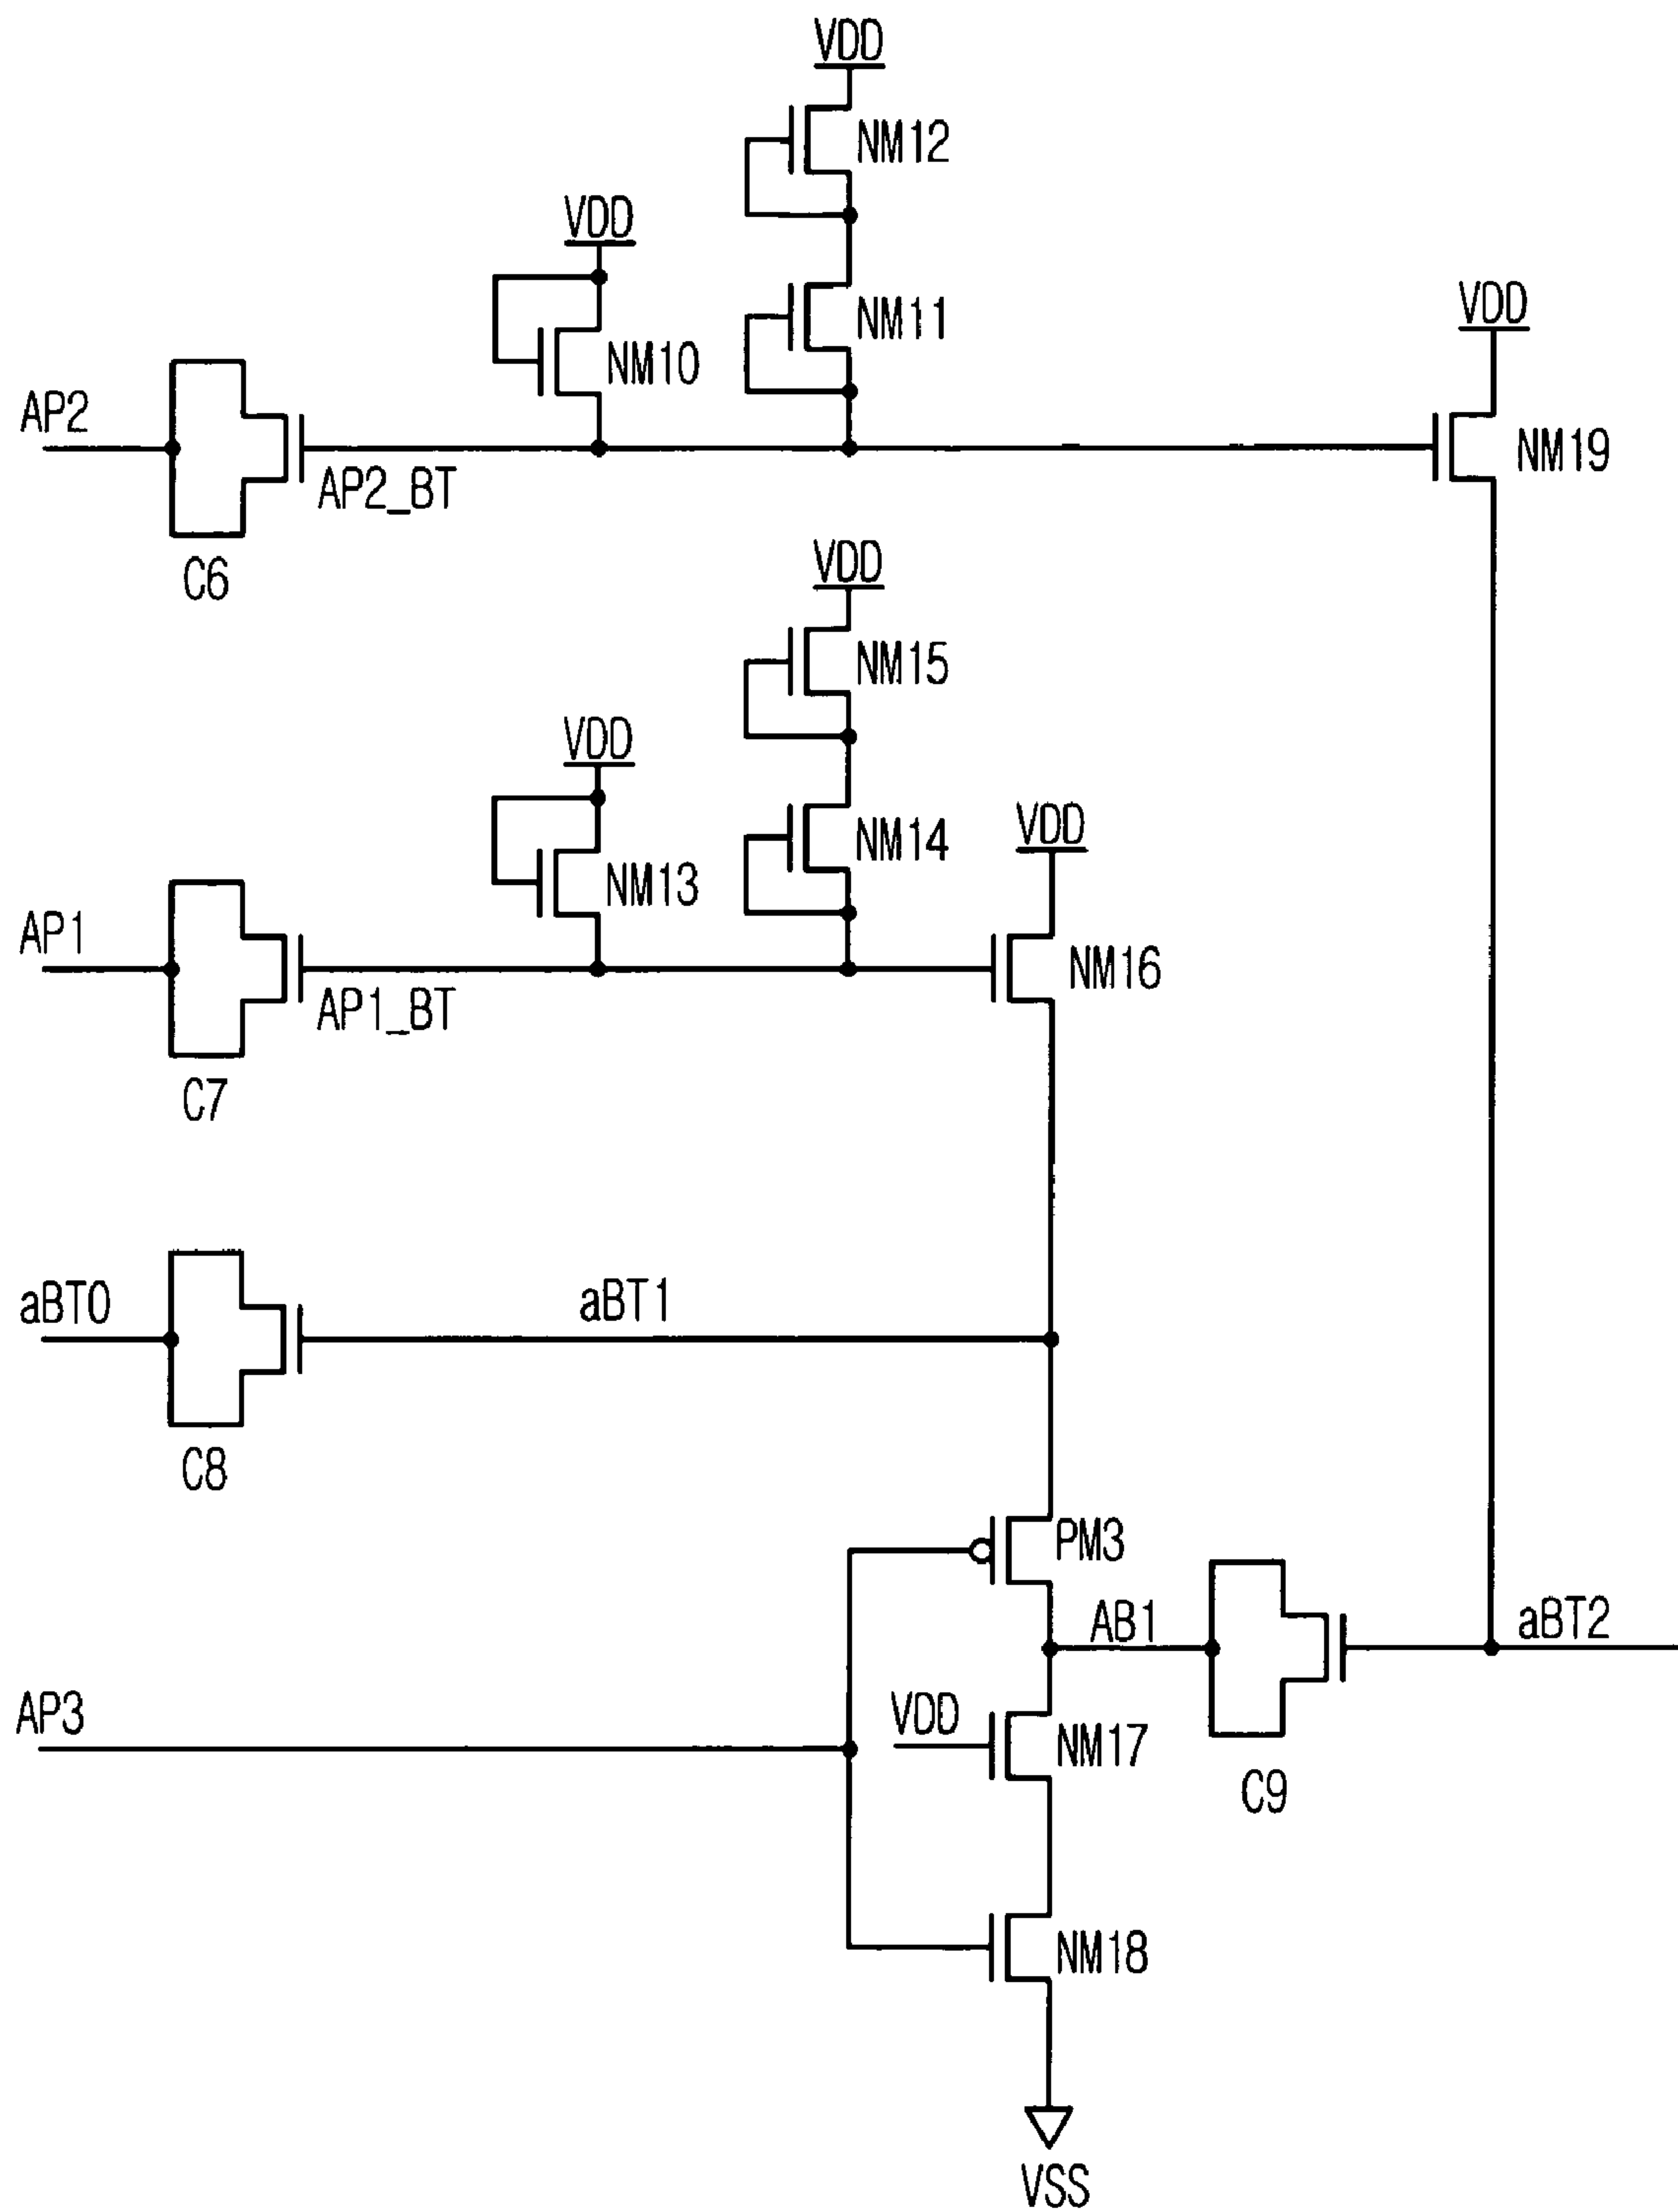 VDD
NM12
VDD
NM11
VDD
NM10
AP2
NM19
AP2_BT
C6
VDD
NM15
VDD
NM14
VDD
NM13
AP1
NM16
AP1_BT
C7
aBT0
aBT1
C8
PM3
AB1
aBT2
AP3
VDD
NM17
C9
NM18
VSS